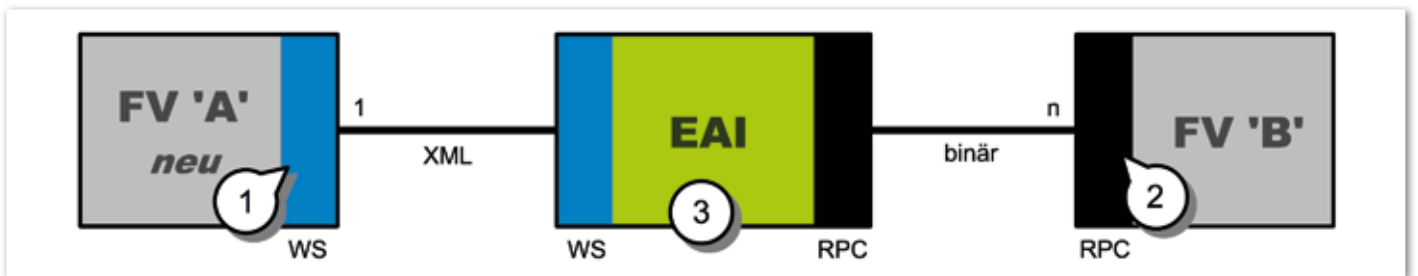 FV 'A'
neu
1
WS
1
XML
WS
EAI
3
RPC
binär
n
RPC
2
FV 'B'